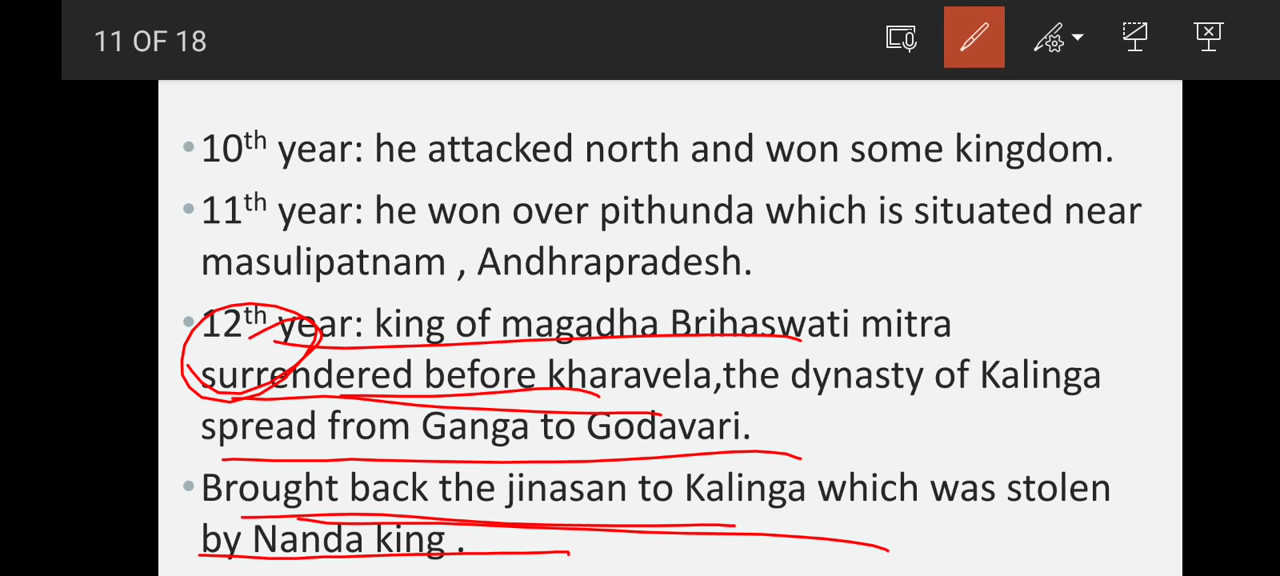 11 OF 18
•10th year: he attacked north and won some kingdom.
•11th year: he won over pithunda which is situated near
masulipatnam , Andhrapradesh.
•12th year: king of magadha Brihaswati mitra
surrendered before kharavela,the dynasty of Kalinga
spread from Ganga to Godavari.
•Brought back the jinasan to Kalinga which was stolen
by Nanda king .